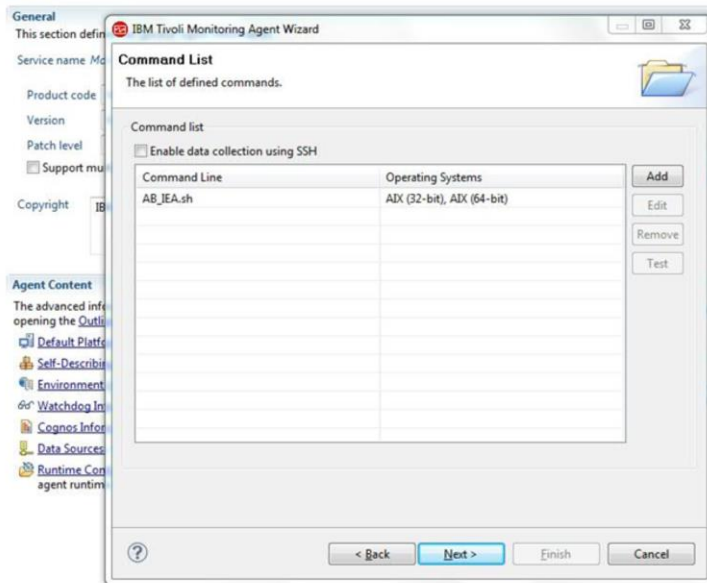 General
This section defin
Service name Mo
Product code
Version
Patch level
Support mu
Copyright
IB
Agent Content
The advanced info
opening the Outli
Default Platfo
Self-Describin
Environment
Watchdog In
Cognos Infor
Data Sources
Runtime Con
agent runtim
IBM Tivoli Monitoring Agent Wizard
Command List
The list of defined commands.
Command list
Enable data collection using SSH
Command Line Operating Systems
AB_IEA.sh AIX (32-bit), AIX (64-bit)
Add
Edit
Remove
Test
< Back
Next >
Finish
Cancel